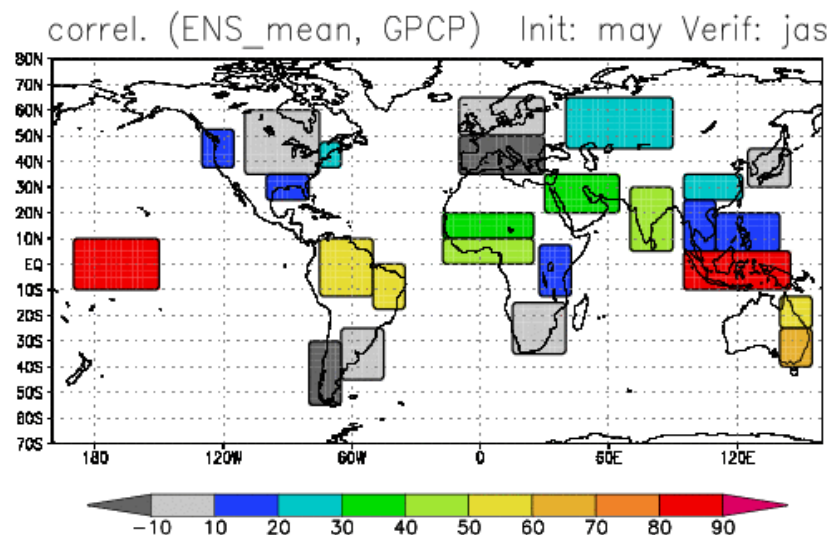 correl. (ENS_mean, GPCP) Init: may Verif: jas
80N
70N
60N
50N
40N
30N
20N
10N
EQ
10S
20S
30S
40S
50S
60S
70S
180 120W 60W 0 60E 120E
−10 10 20 30 40 50 60 70 80 90